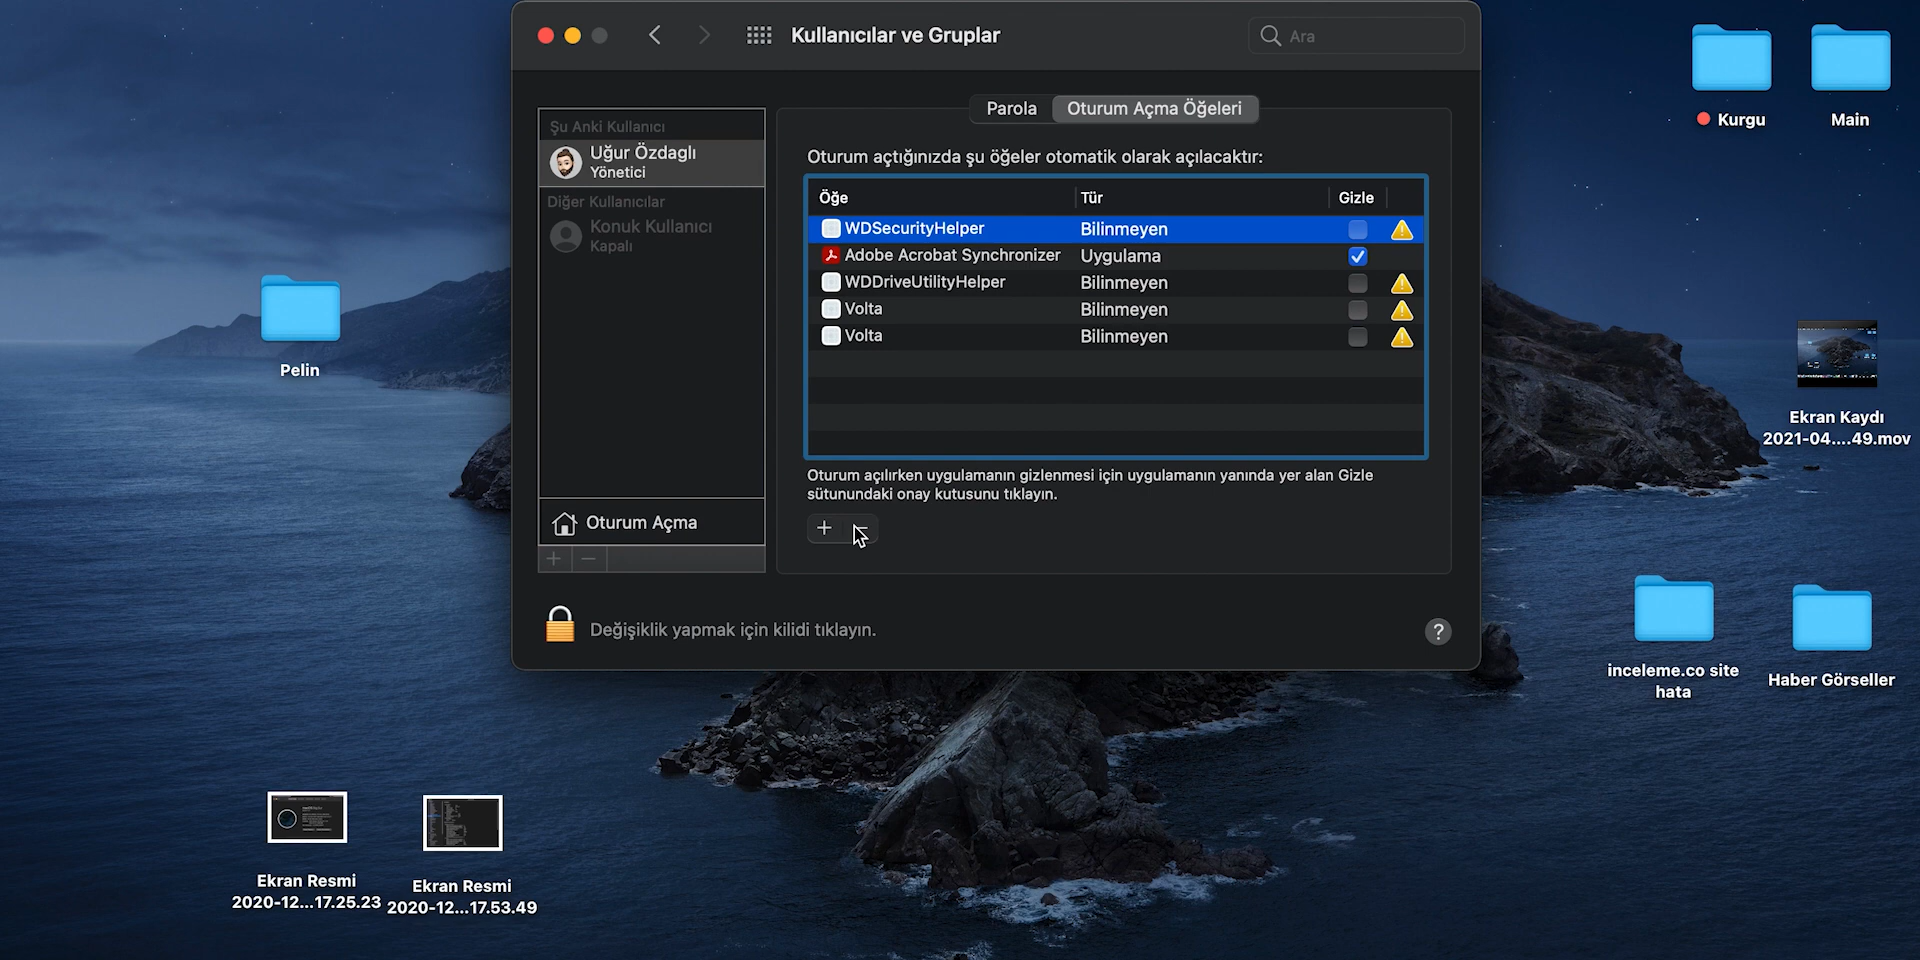 Kullanıcılar ve Gruplar
Ara
Parola
Oturum Açma Öğeleri
Şu Anki Kullanıcı
Uğur Özdaglı
Yönetici
Diğer Kullanıcılar
Konuk Kullanıcı
Kapalı
Oturum Açma
Oturum açtığınızda şu öğeler otomatik olarak açılacaktır:
Öğe Tür Gizle
WDSecurityHelper Bilinmeyen
Adobe Acrobat Synchronizer Uygulama
WDDriveUtilityHelper Bilinmeyen
Volta Bilinmeyen
Volta Bilinmeyen
Oturum açılırken uygulamanın gizlenmesi için uygulamanın yanında yer alan Gizle
sütunundaki onay kutusunu tıklayın.
Değişiklik yapmak için kilidi tıklayın.
?
Kurgu
Main
Pelin
Ekran Kaydı
2021-04....49.mov
inceleme.co site
hata
Haber Görseller
Ekran Resmi
2020-12...17.25.23
Ekran Resmi
2020-12...17.53.49